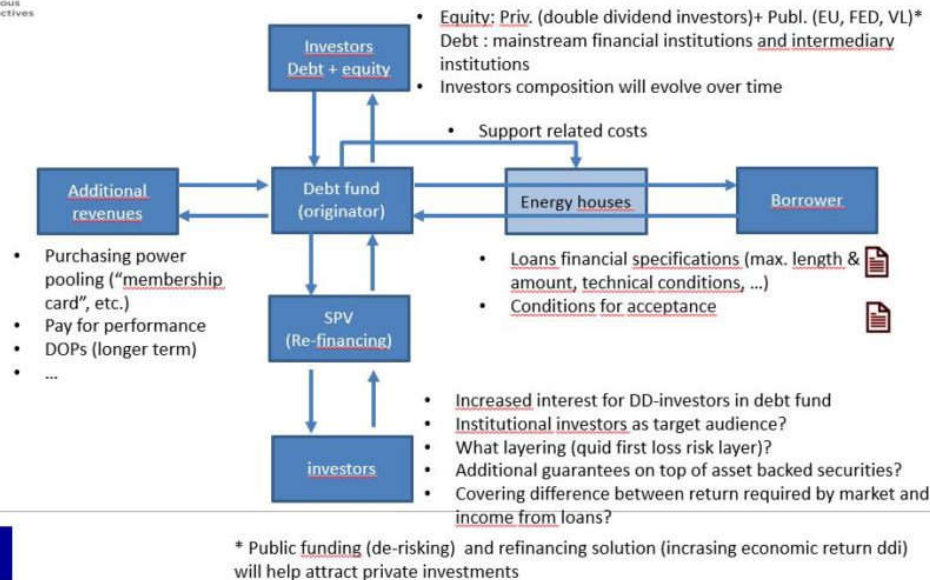 ctives
• Equity: Priv. (double dividend investors)+ Publ. (EU, FED, VL)*
Debt : mainstream financial institutions and intermediary
institutions
• Investors composition will evolve over time
Investors
Debt + equity
• Support related costs
Additional
revenues
Debt fund
(originator)
Energy houses
Borrower
• Purchasing power
pooling (“membership
card”, etc.)
• Pay for performance
• DOPs (longer term)
• ...
• Loans financial specifications (max. length &
amount, technical conditions, ...)
• Conditions for acceptance
SPV
(Re-financing)
investors
• Increased interest for DD-investors in debt fund
• Institutional investors as target audience?
• What layering (quid first loss risk layer)?
• Additional guarantees on top of asset backed securities?
• Covering difference between return required by market and
income from loans?
* Public funding (de-risking) and refinancing solution (incrasing economic return ddi)
will help attract private investments